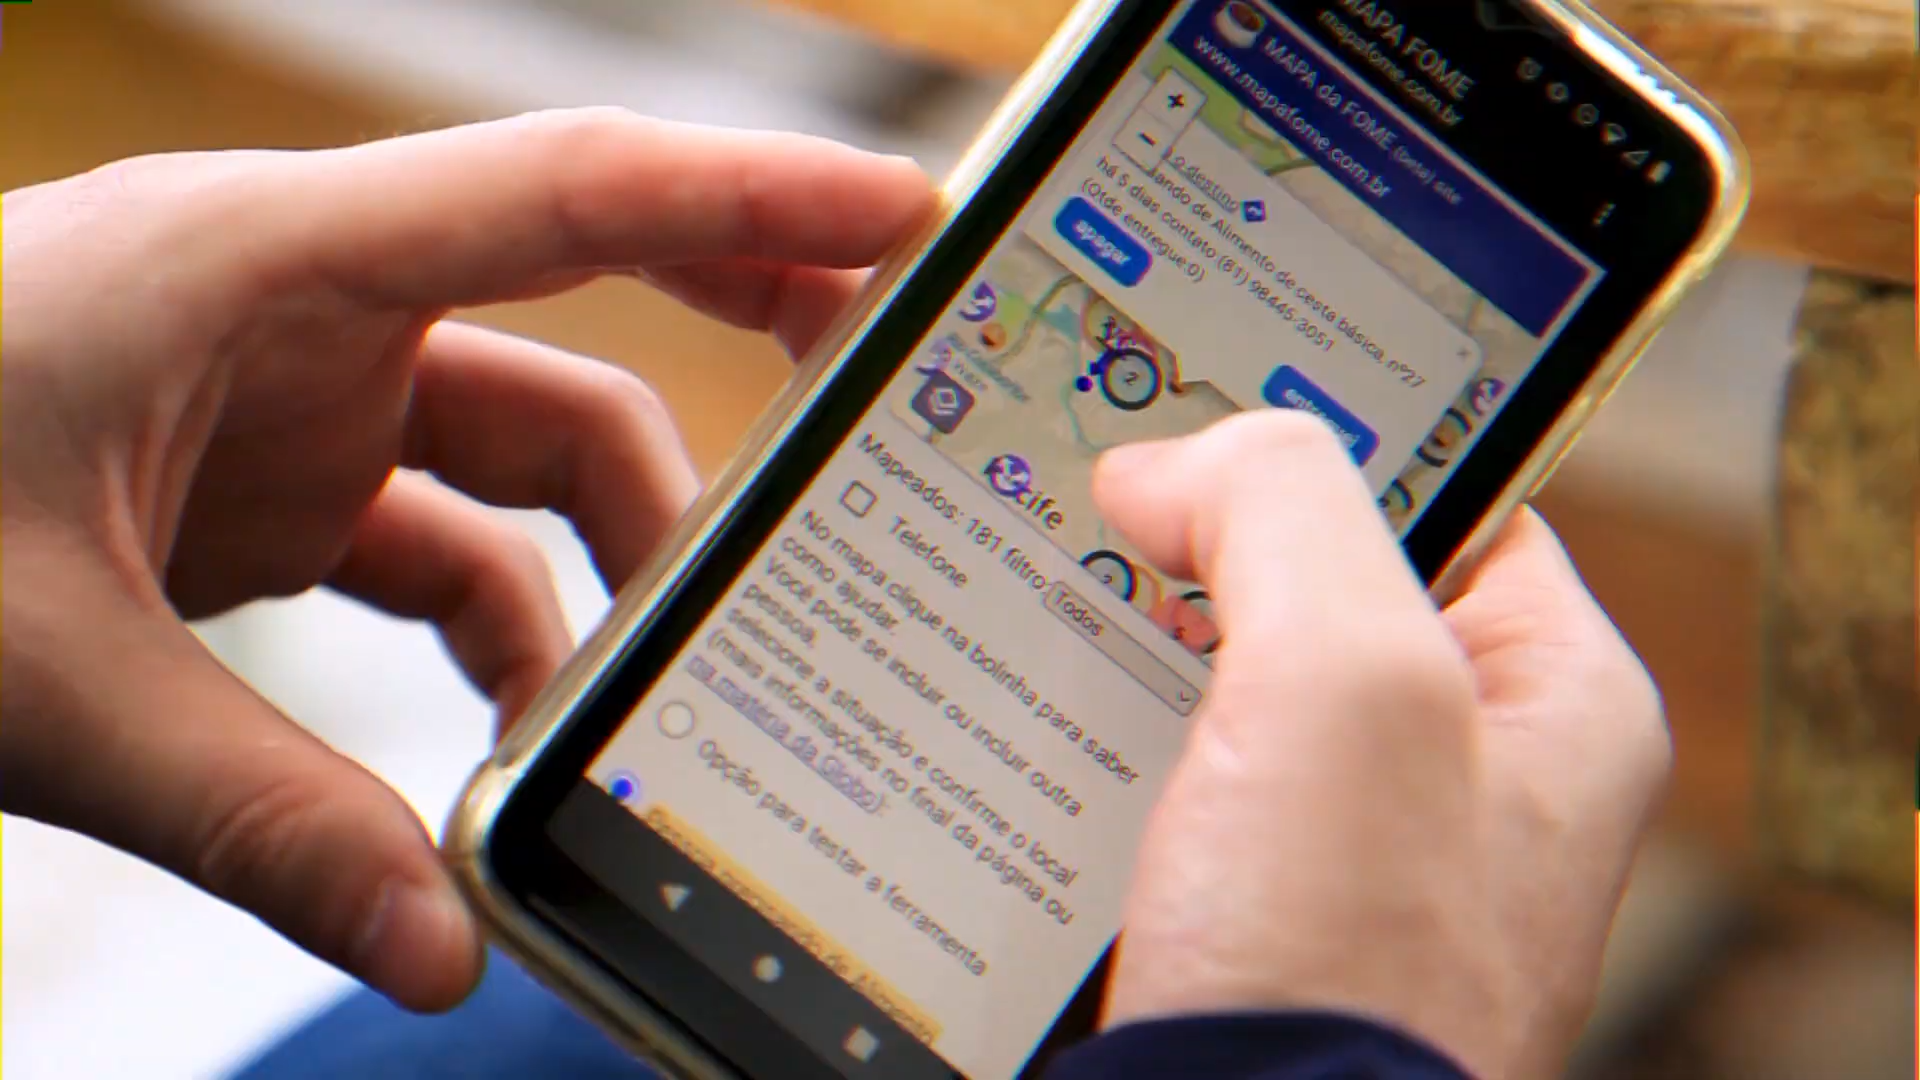 MAPA FOME
mapafome.com.br
MAPA da FOME (beta) site
www.mapafome.com.br
+
−
o destino
ando de Alimento de cesta básica, nº27
há 5 dias contato (81) 98445-3051
(Qtde entregue:0)
apagar
2
Mapeados: 181 filtro: Todos
Telefone
2
5
No mapa clique na bolinha para saber
como ajudar.
Você pode se incluir ou incluir outra
pessoa,
selecione a situação e confirme o local
(mais informações no final da página ou
na matéria da Globo):
Opção para testar a ferramenta